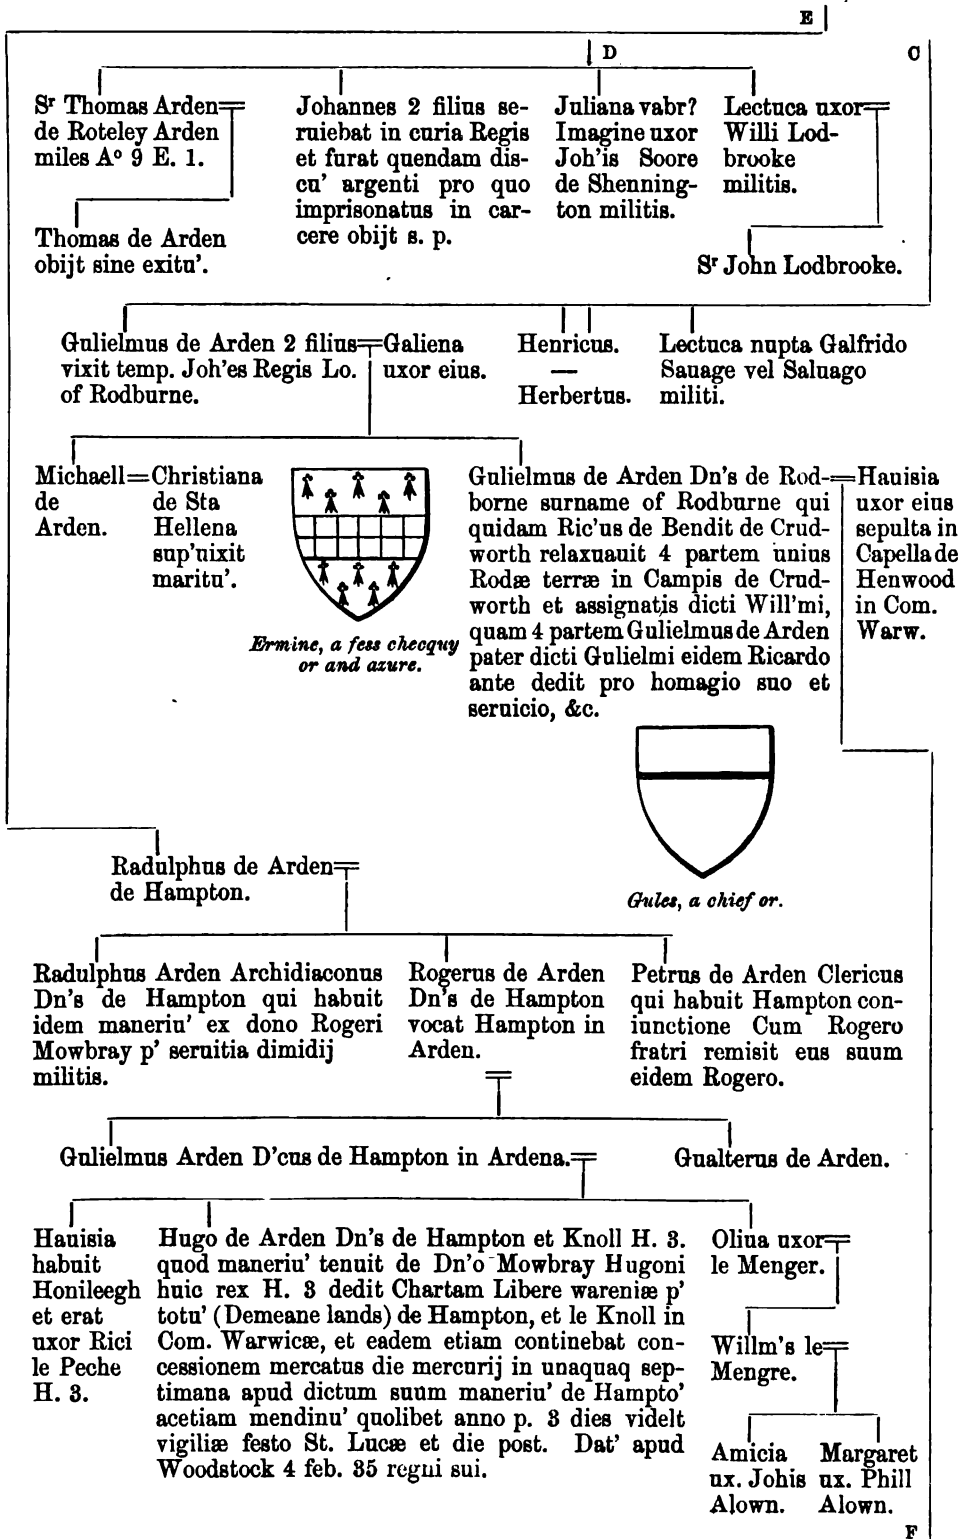 E
D
C
Sr Thomas Arden
de Roteley Arden
miles Ao 9 E. 1.
Johannes 2 filius se-
ruiebat in curia Regis
et furat quendam dis-
cu' argenti pro quo
imprisonatus in car-
cere obijt s. p.
Juliana vabr?
Imagine uxor
Joh'is Soore
de Shenning-
ton militis.
Lectuca uxor
Willi Lod-
brooke
militis.
Thomas de Arden
obijt sine exitu'.
Sr John Lodbrooke.
Gulielmus de Arden 2 filius
vixit temp. Joh'es Regis Lo.
of Rodburne.
Galiena
uxor eius.
Henricus.
—
Herbertus.
Lectuca nupta Galfrido
Sauage vel Saluago
militi.
Michaell
de
Arden.
Christiana
de Sta
Hellena
sup'uixit
maritu'.
Ermine, a fess checquy
or and azure.
Gulielmus de Arden Dn's de Rod-
borne surname of Rodburne qui
quidam Ric'us de Bendit de Crud-
worth relaxuauit 4 partem unius
Rodæ terræ in Campis de Crud-
worth et assignatis dicti Will'mi,
quam 4 partem Gulielmus de Arden
pater dicti Gulielmi eidem Ricardo
ante dedit pro homagio suo et
seruicio, &c.
Hauisia
uxor eius
sepulta in
Capella de
Henwood
in Com.
Warw.
Gules, a chief or.
Radulphus de Arden
de Hampton.
Radulphus Arden Archidiaconus
Dn's de Hampton qui habuit
idem maneriu' ex dono Rogeri
Mowbray p' seruitia dimidij
militis.
Rogerus de Arden
Dn's de Hampton
vocat Hampton in
Arden.
Petrus de Arden Clericus
qui habuit Hampton con-
iunctione Cum Rogero
fratri remisit eus suum
eidem Rogero.
Gulielmus Arden D'cus de Hampton in Ardena.
Gualterus de Arden.
Hauisia
habuit
Honileegh
et erat
uxor Rici
le Peche
H. 3.
Hugo de Arden Dn's de Hampton et Knoll H. 3.
quod maneriu' tenuit de Dn'o Mowbray Hugoni
huic rex H. 3 dedit Chartam Libere wareniæ p'
totu' (Demeane lands) de Hampton, et le Knoll in
Com. Warwicæ, et eadem etiam continebat con-
cessionem mercatus die mercurij in unaquaq sep-
timana apud dictum suum maneriu' de Hampto'
acetiam mendinu' quolibet anno p. 3 dies videlt
vigiliæ festo St. Lucæ et die post. Dat' apud
Woodstock 4 feb. 35 regni sui.
Oliua uxor
le Menger.
Willm's le
Mengre.
Amicia
ux. Johis
Alown.
Margaret
ux. Phill
Alown.
F